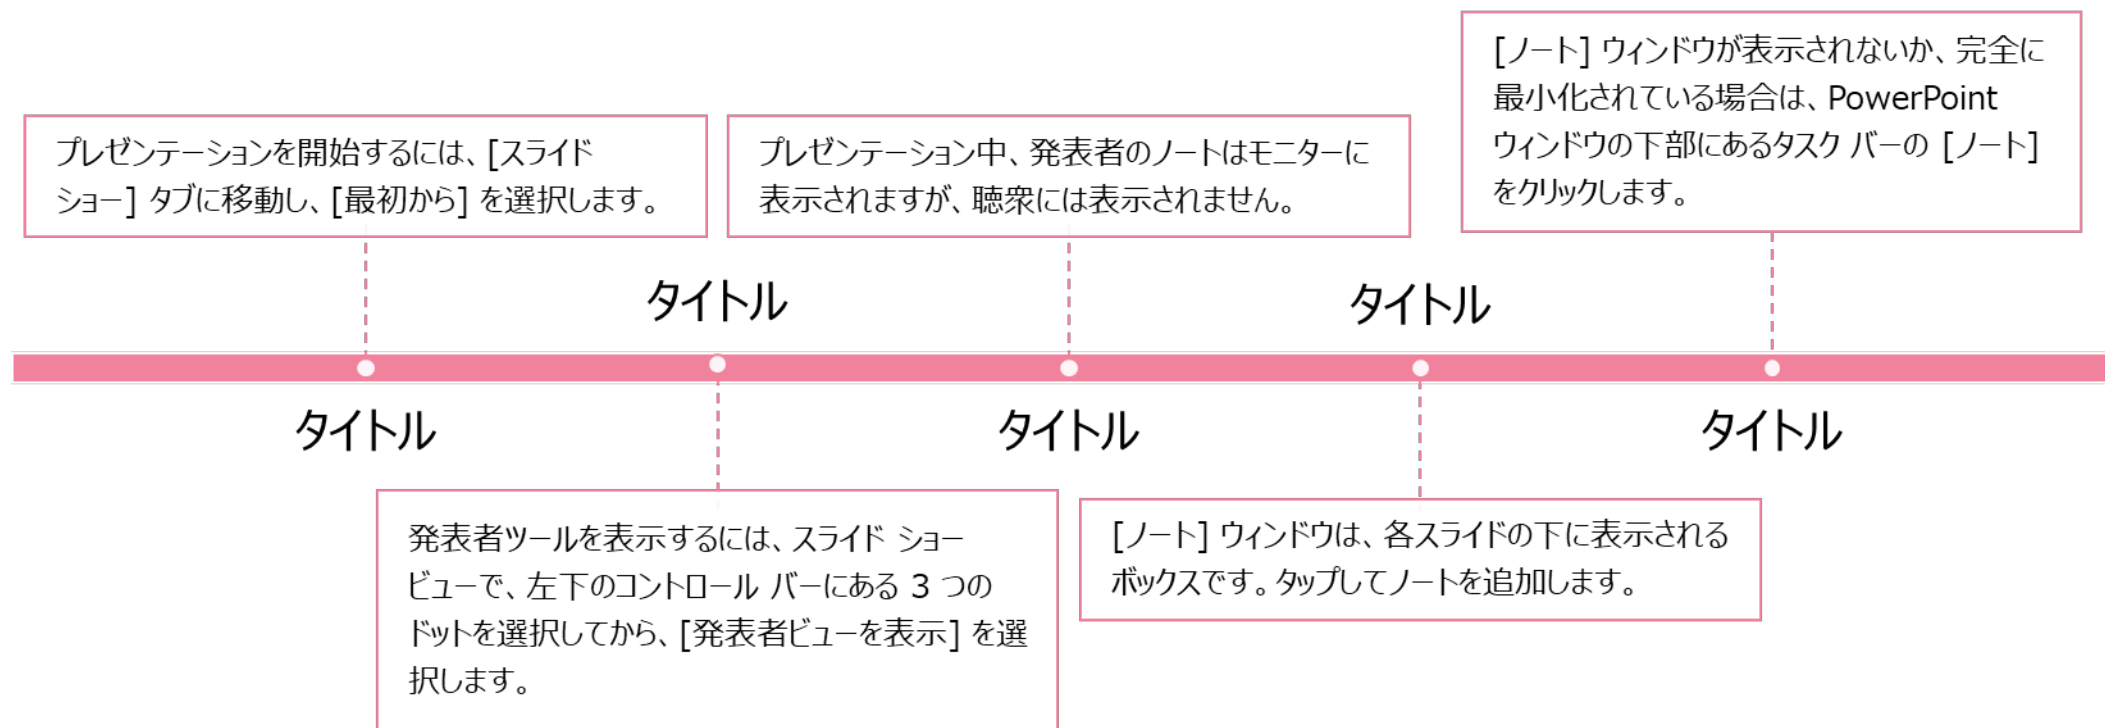 プレゼンテーションを開始するには、[スライド
ショー] タブに移動し、[最初から] を選択します。
タイトル
タイトル
発表者ツールを表示するには、スライド ショー
ビューで、左下のコントロール バーにある 3 つの
ドットを選択してから、[発表者ビューを表示] を選
択します。
プレゼンテーション中、発表者のノートはモニターに
表示されますが、聴衆には表示されません。
タイトル
タイトル
[ノート] ウィンドウは、各スライドの下に表示される
ボックスです。タップしてノートを追加します。
[ノート] ウィンドウが表示されないか、完全に
最小化されている場合は、PowerPoint
ウィンドウの下部にあるタスク バーの [ノート]
をクリックします。
タイトル